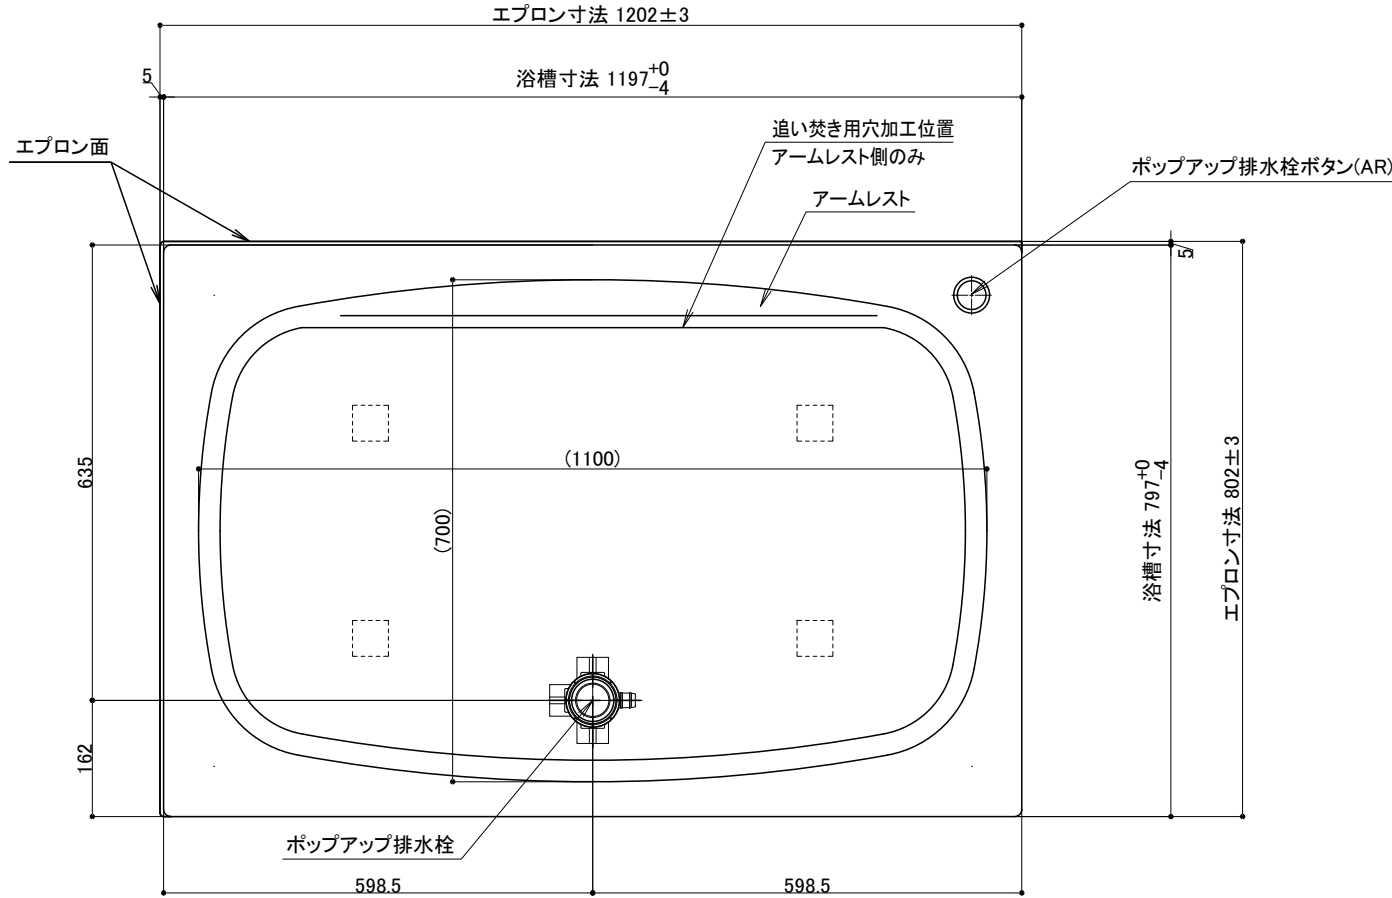 エプロン寸法 1202±3
浴槽寸法 1197+0-4
5
エプロン面
追い焚き用穴加工位置
アームレスト側のみ
ポップアップ排水栓ボタン(AR)
アームレスト
5
635
(1100)
(700)
浴槽寸法 797+0-4
エプロン寸法 802±3
162
ポップアップ排水栓
598.5
598.5